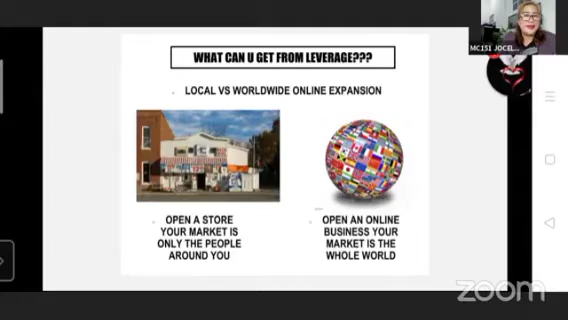 MC151 JOCEL...
WHAT CAN U GET FROM LEVERAGE???
LOCAL VS WORLDWIDE ONLINE EXPANSION
OPEN A STORE
YOUR MARKET IS
ONLY THE PEOPLE
AROUND YOU
OPEN AN ONLINE
BUSINESS YOUR
MARKET IS THE
WHOLE WORLD
zoom